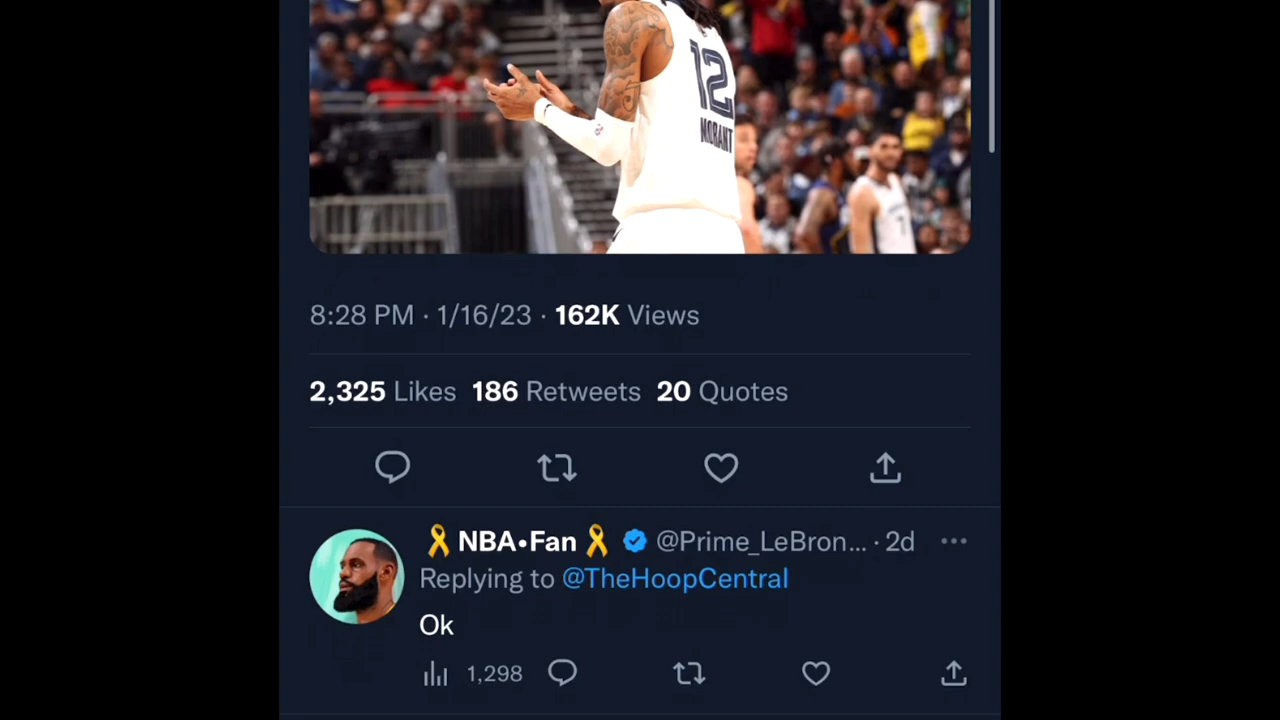 12
MORANT
8:28 PM · 1/16/23 · 162K Views
2,325 Likes 186 Retweets 20 Quotes
🎗 NBA•Fan 🎗 @Prime_LeBron... · 2d
Replying to @TheHoopCentral
Ok
1,298